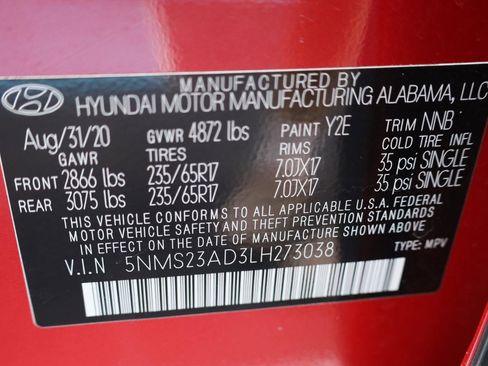 MANUFACTURED BY
HYUNDAI MOTOR MANUFACTURING ALABAMA, LLC
Aug/31/20 GVWR 4872 lbs PAINT Y2E TRIM NNB
GAWR TIRES RIMS COLD TIRE INFL
FRONT 2866 lbs 235/65R17 7.0JX17 35 psi SINGLE
REAR 3075 lbs 235/65R17 7.0JX17 35 psi SINGLE
THIS VEHICLE CONFORMS TO ALL APPLICABLE U.S.A. FEDERAL
MOTOR VEHICLE SAFETY AND THEFT PREVENTION STANDARDS
IN EFFECT ON THE DATE OF MANUFACTURE SHOWN ABOVE
V.I.N 5NMS23AD3LH273038 TYPE: MPV